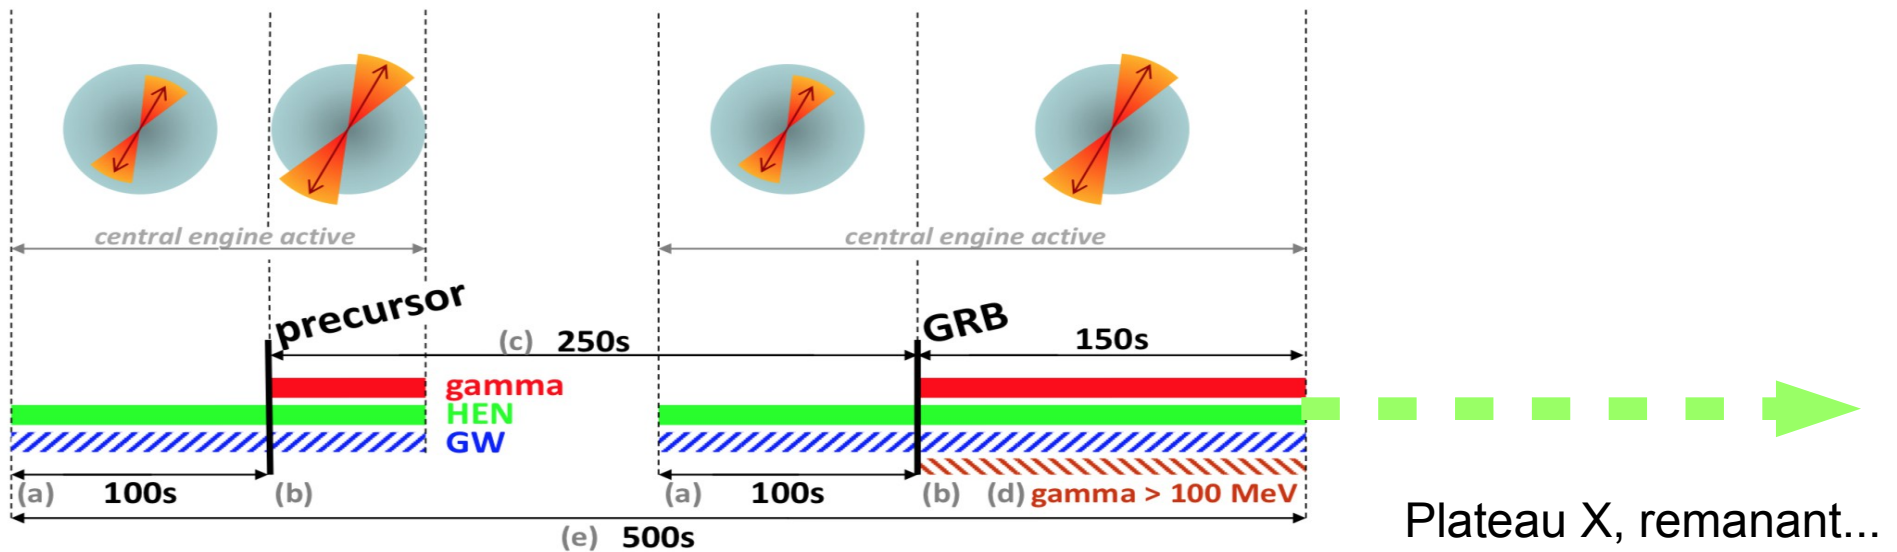 central engine active
central engine active
precursor
GRB
(c) 250s
150s
gamma
HEN
GW
(a) 100s (b)
(a) 100s (b) (d) gamma > 100 MeV
(e) 500s
Plateau X, remanant...